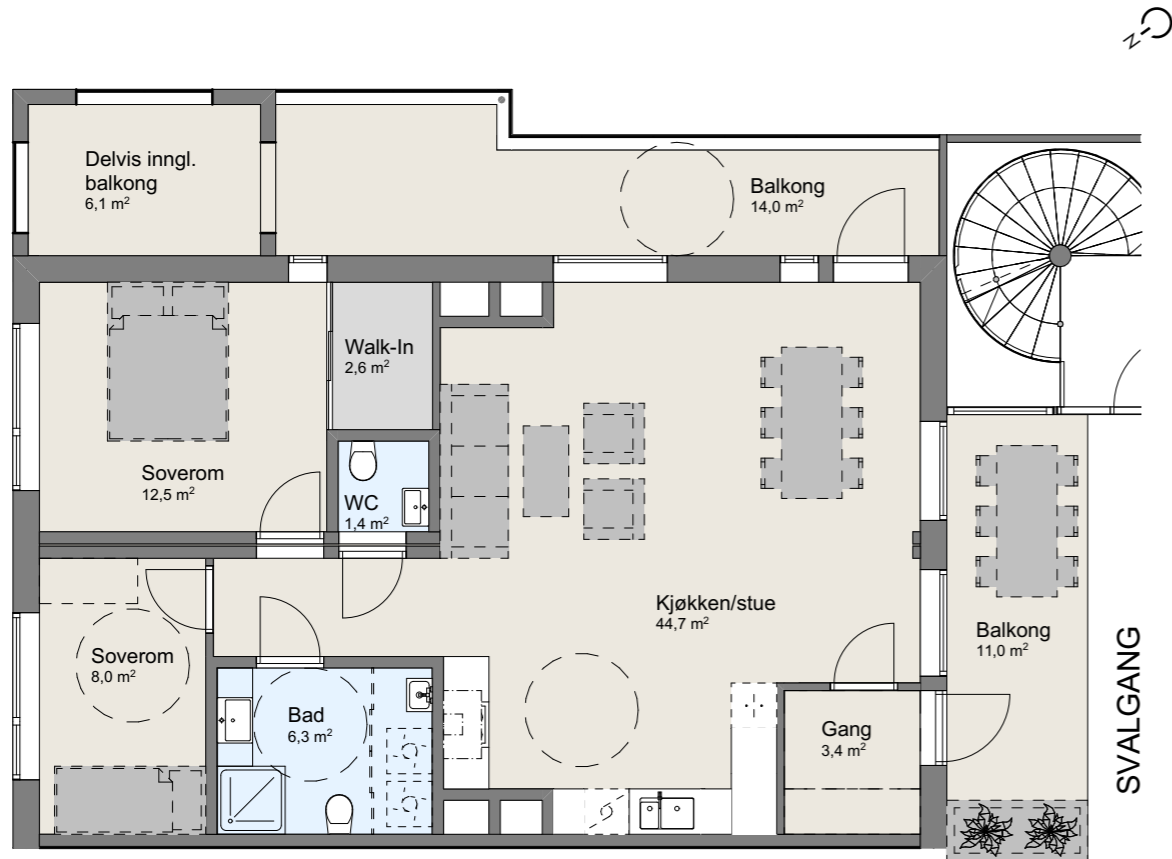 N
Delvis inngl.
balkong
6,1 m²
Balkong
14,0 m²
Walk-In
2,6 m²
Soverom
12,5 m²
WC
1,4 m²
Kjøkken/stue
44,7 m²
Soverom
8,0 m²
Balkong
11,0 m²
Bad
6,3 m²
Gang
3,4 m²
SVALGANG